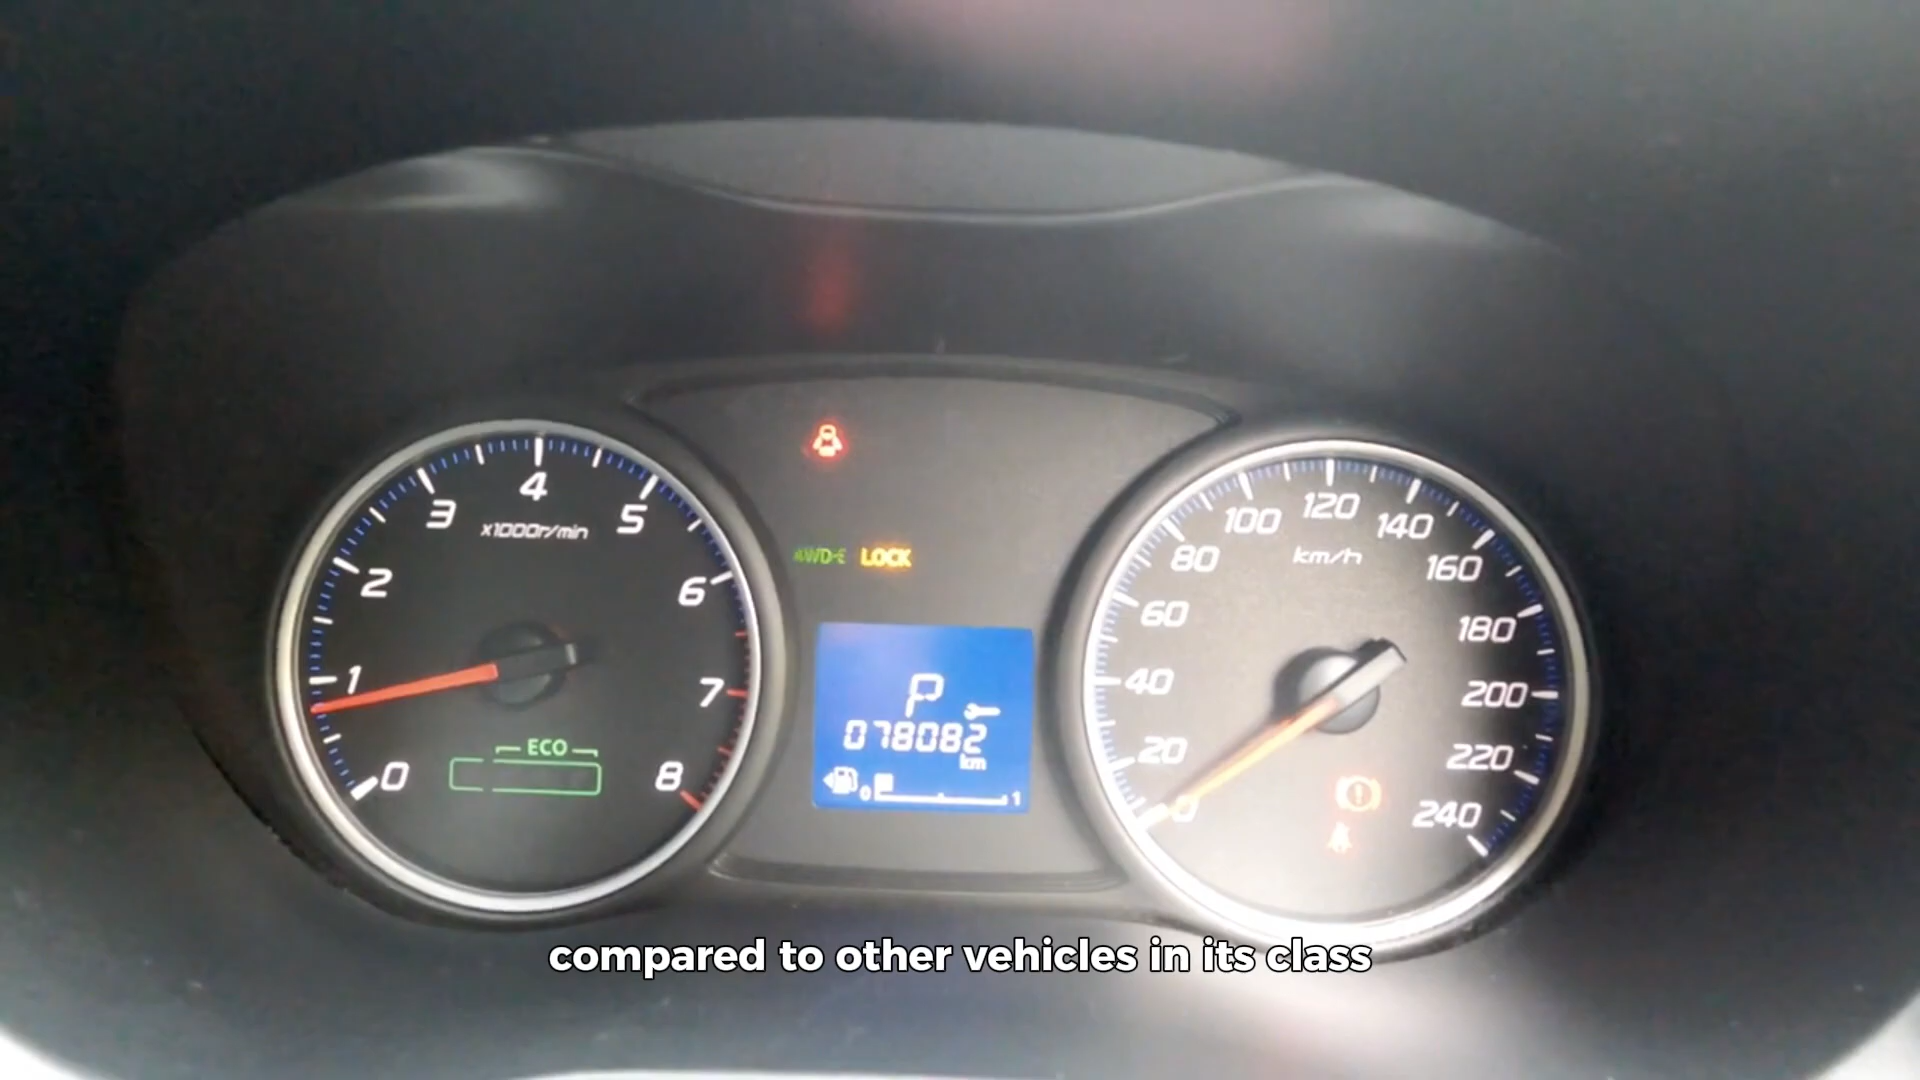 0 1 2 3 4 5 6 7 8
x1000r/min
ECO
AWD-E LOCK
P
078082
km
0 1
0 20 40 60 80 100 120 140 160 180 200 220 240
km/h
compared to other vehicles in its class